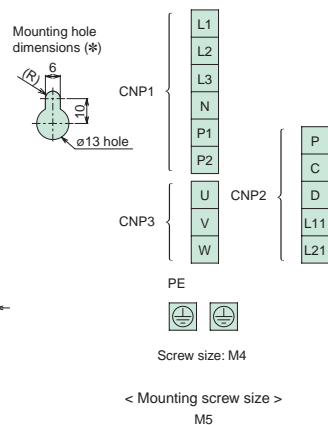 Mounting hole
dimensions (✻)
6
(R)
10
ø13 hole
CNP1
L1
L2
L3
N
P1
P2
CNP3
U
V
W
CNP2
P
C
D
L11
L21
PE
Screw size: M4
< Mounting screw size >
M5